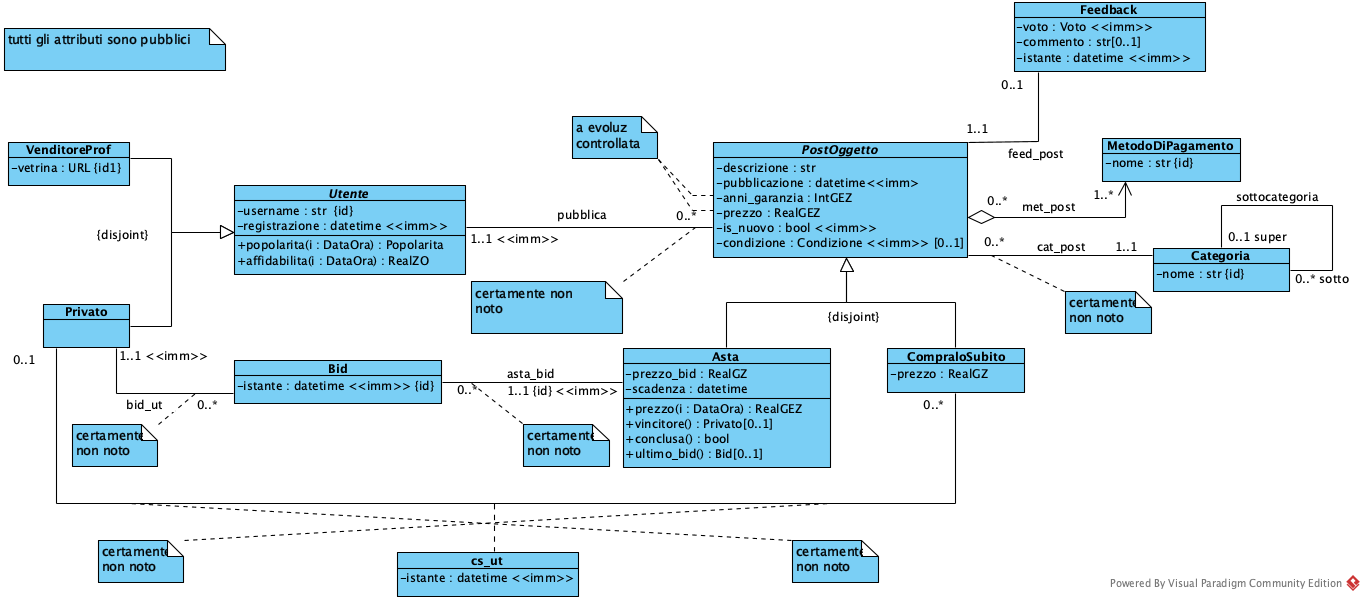 tutti gli attributi sono pubblici
Feedback
-voto : Voto <<imm>>
-commento : str[0..1]
-istante : datetime <<imm>>
0..1
1..1
feed_post
a evoluz
controllata
PostOggetto
-descrizione : str
-pubblicazione : datetime<<imm>
-anni_garanzia : IntGEZ
-prezzo : RealGEZ
-is_nuovo : bool <<imm>>
-condizione : Condizione <<imm>> [0..1]
MetodoDiPagamento
-nome : str {id}
0..*
met_post
1..*
sottocategoria
0..1 super
0..* sotto
Categoria
-nome : str {id}
0..*
cat_post
1..1
certamente
non noto
VenditoreProf
-vetrina : URL {id1}
{disjoint}
Utente
-username : str  {id}
-registrazione : datetime <<imm>>
+popolarita(i : DataOra) : Popolarita
+affidabilita(i : DataOra) : RealZO
pubblica
0..*
1..1 <<imm>>
certamente non
noto
Privato
0..1
1..1 <<imm>>
bid_ut
0..*
Bid
-istante : datetime <<imm>> {id}
certamente
non noto
asta_bid
0..*
1..1 {id} <<imm>>
certamente
non noto
{disjoint}
Asta
-prezzo_bid : RealGZ
-scadenza : datetime
+prezzo(i : DataOra) : RealGEZ
+vincitore() : Privato[0..1]
+conclusa() : bool
+ultimo_bid() : Bid[0..1]
CompraloSubito
-prezzo : RealGZ
0..*
certamente
non noto
cs_ut
-istante : datetime <<imm>>
certamente
non noto
Powered By Visual Paradigm Community Edition